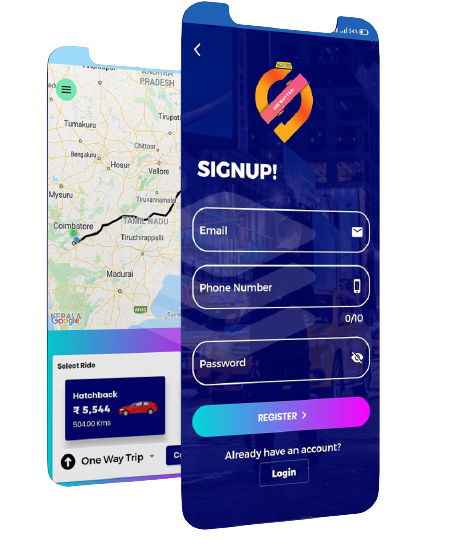 ANDHRA
PRADESH
Tumakuru
Tirupati
Bengaluru
Chittoor
Hosur
Vellore
Mysuru
Tiruvannamalai
Coimbatore
TAMIL NADU
Tiruchirappalli
Madurai
KERALA
Google
Select Ride
Hatchback
₹ 5,544
504.00 Kms
One Way Trip
54%
SIGNUP!
Email
Phone Number
0/10
Password
REGISTER >
Already have an account?
Login